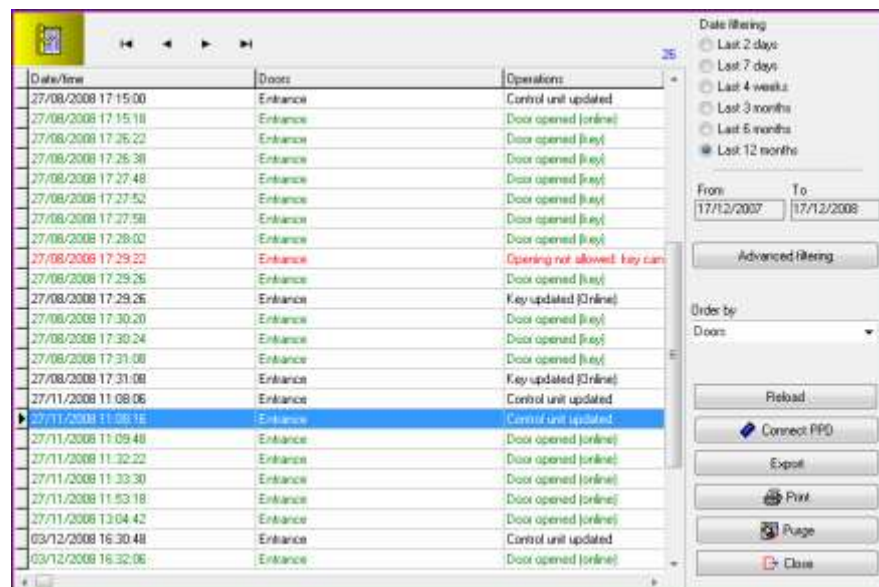 26
Date/time Doors Operations
27/08/2008 17:15:00 Entrance Control unit updated
27/08/2008 17:15:18 Entrance Door opened (online)
27/08/2008 17:26:22 Entrance Door opened (key)
27/08/2008 17:26:38 Entrance Door opened (key)
27/08/2008 17:27:48 Entrance Door opened (key)
27/08/2008 17:27:52 Entrance Door opened (key)
27/08/2008 17:27:58 Entrance Door opened (key)
27/08/2008 17:28:02 Entrance Door opened (key)
27/08/2008 17:29:22 Entrance Opening not allowed: key can
27/08/2008 17:29:26 Entrance Door opened (key)
27/08/2008 17:29:26 Entrance Key updated (Online)
27/08/2008 17:30:20 Entrance Door opened (key)
27/08/2008 17:30:24 Entrance Door opened (key)
27/08/2008 17:31:08 Entrance Door opened (key)
27/08/2008 17:31:08 Entrance Key updated (Online)
27/11/2008 11:08:06 Entrance Control unit updated
27/11/2008 11:08:16 Entrance Control unit updated
27/11/2008 11:09:48 Entrance Door opened (online)
27/11/2008 11:32:22 Entrance Door opened (online)
27/11/2008 11:33:30 Entrance Door opened (online)
27/11/2008 11:53:18 Entrance Door opened (online)
27/11/2008 13:04:42 Entrance Door opened (online)
03/12/2008 16:30:48 Entrance Control unit updated
03/12/2008 16:32:06 Entrance Door opened (online)
Date filtering
Last 2 days
Last 7 days
Last 4 weeks
Last 3 months
Last 6 months
Last 12 months
From To
17/12/2007 17/12/2008
Advanced filtering
Order by
Doors
Reload
Connect PPD
Export
Print
Purge
Close